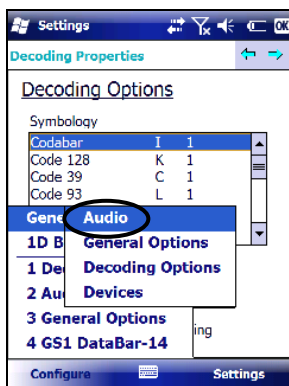 Settings
OK
Decoding Properties
Decoding Options
Symbology
Codabar I 1
Code 128 K 1
Code 39 C 1
Code 93 L 1
Gene Audio
1D B General Options
1 De Decoding Options
2 Au Devices
3 General Options
ing
4 GS1 DataBar-14
Configure Settings